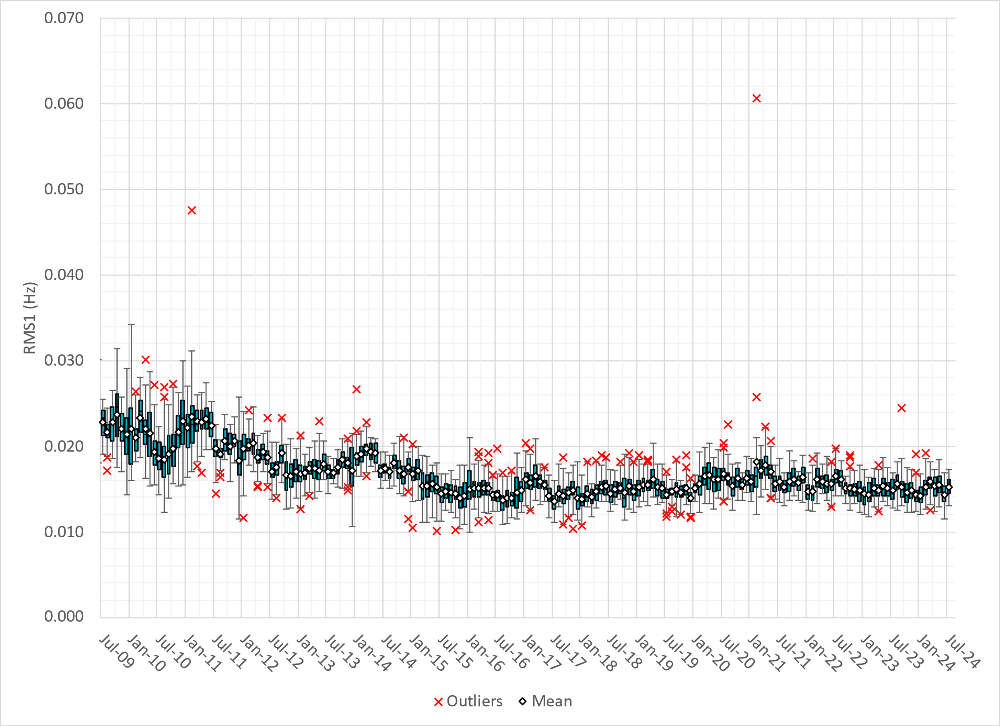 0.070
0.060
0.050
0.040
0.030
0.020
0.010
0.000
RMS1 (Hz)
Jul-09
Jan-10
Jul-10
Jan-11
Jul-11
Jan-12
Jul-12
Jan-13
Jul-13
Jan-14
Jul-14
Jan-15
Jul-15
Jan-16
Jul-16
Jan-17
Jul-17
Jan-18
Jul-18
Jan-19
Jul-19
Jan-20
Jul-20
Jan-21
Jul-21
Jan-22
Jul-22
Jan-23
Jul-23
Jan-24
Jul-24
Outliers Mean